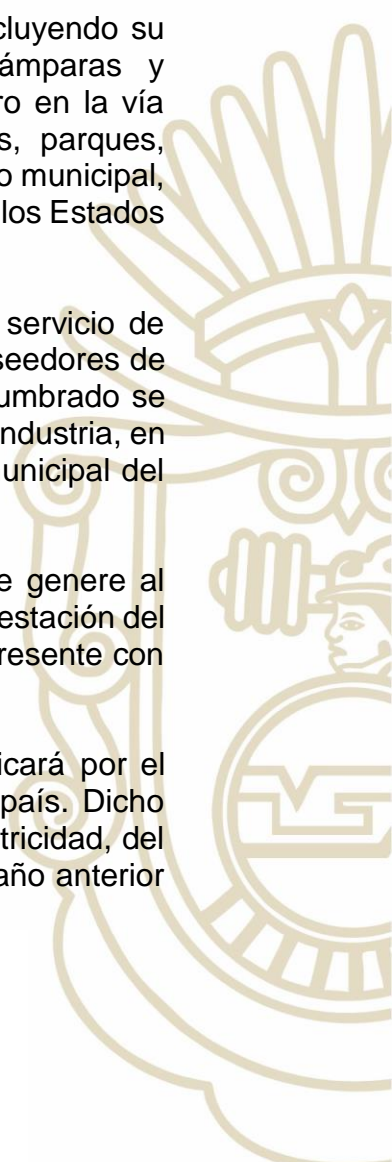 cluyendo su
ámparas y
ro en la vía
s, parques,
o municipal,
los Estados
servicio de
seedores de
umbrado se
ndustria, en
unicipal del
e genere al
estación del
resente con
icará por el
país. Dicho
tricidad, del
año anterior